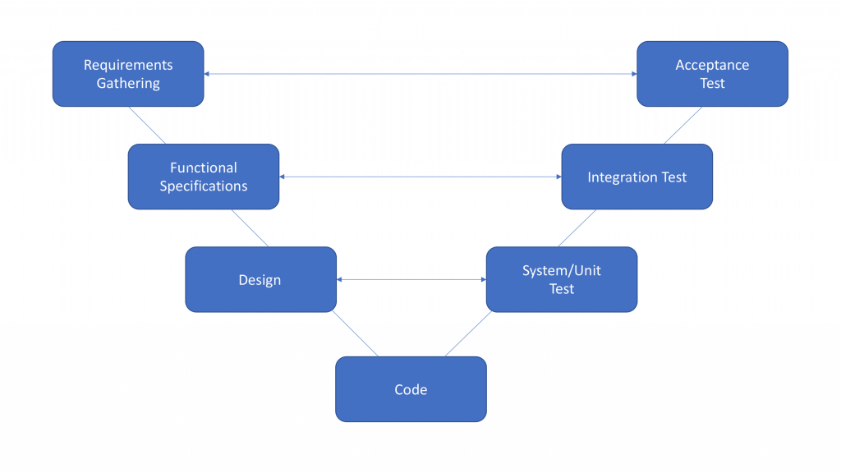 Requirements
Gathering
Acceptance
Test
Functional
Specifications
Integration Test
Design
System/Unit
Test
Code